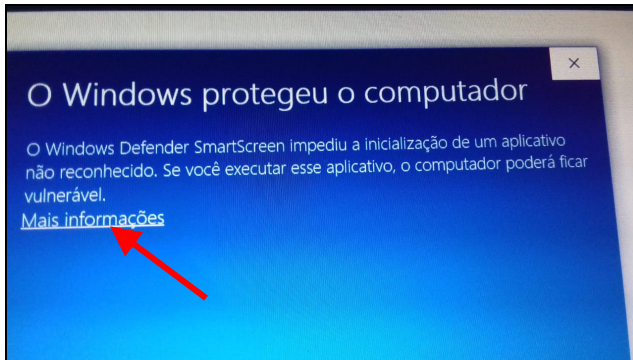 O Windows protegeu o computador
O Windows Defender SmartScreen impediu a inicialização de um aplicativo
não reconhecido. Se você executar esse aplicativo, o computador poderá ficar
vulnerável.
Mais informações